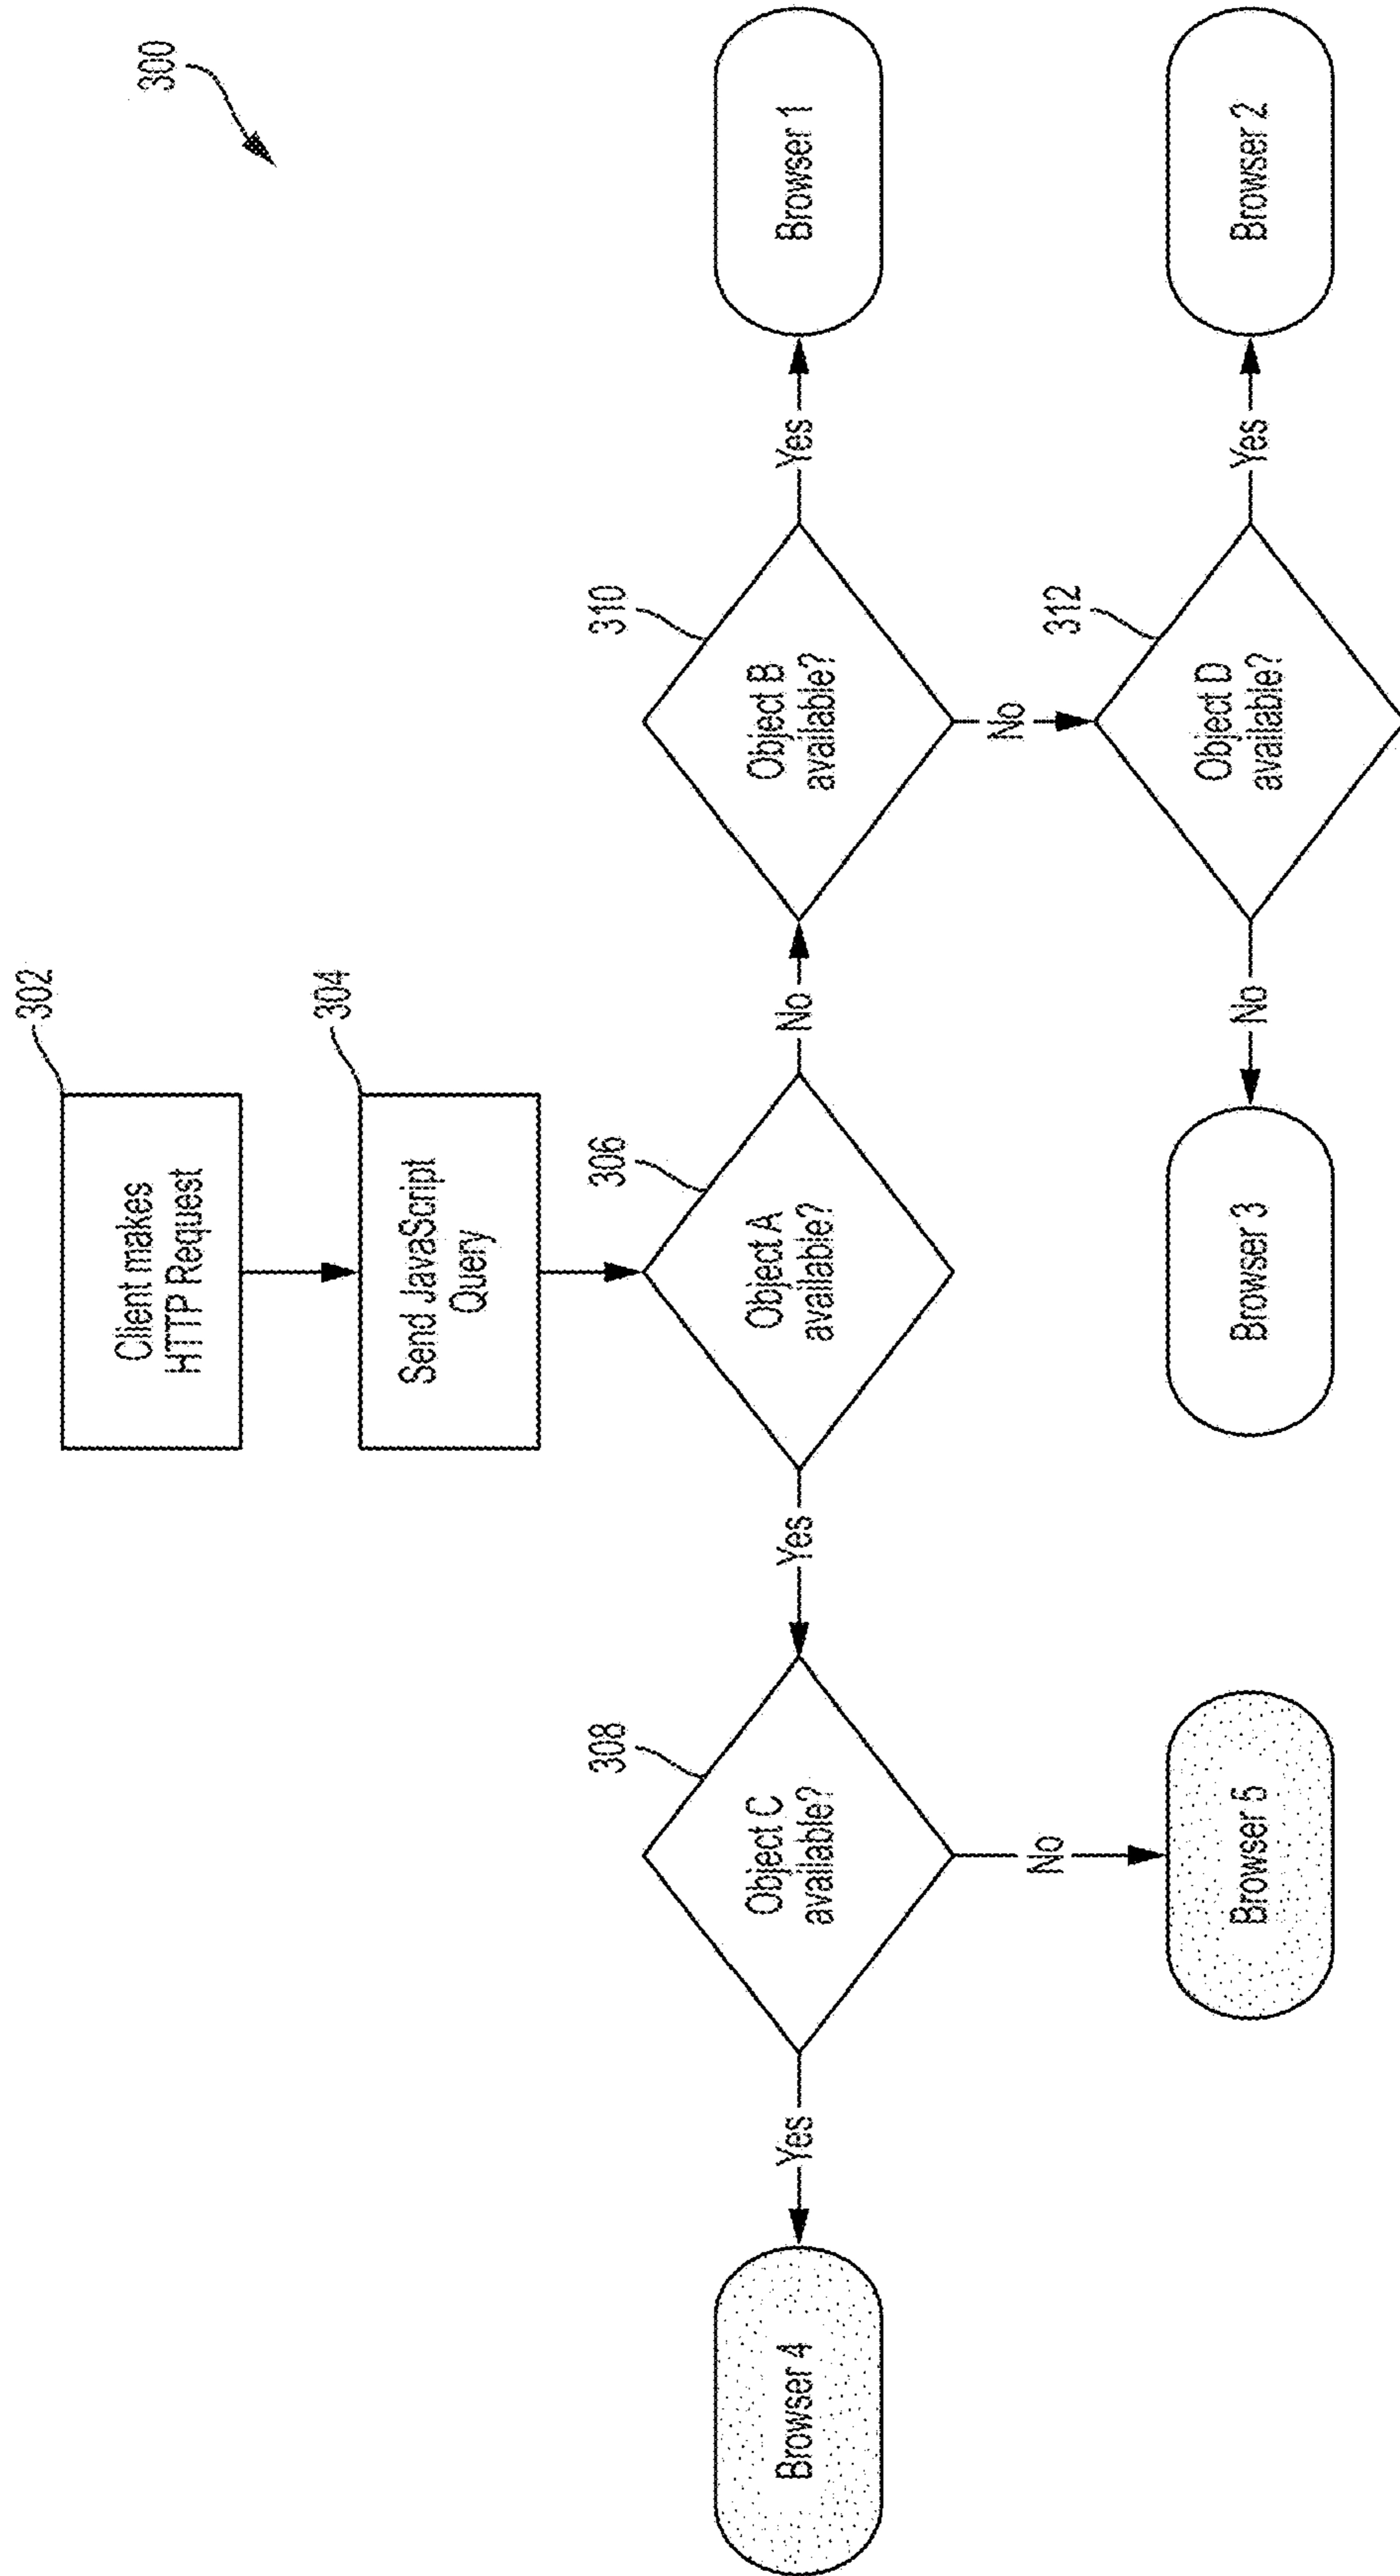 300
302
Client makes
HTTP Request
304
Send JavaScript
Query
306
Object A
available?
Yes
No
308
Object C
available?
Yes
No
Browser 4
Browser 5
310
Object B
available?
Yes
No
Browser 1
312
Object D
available?
Yes
No
Browser 2
Browser 3